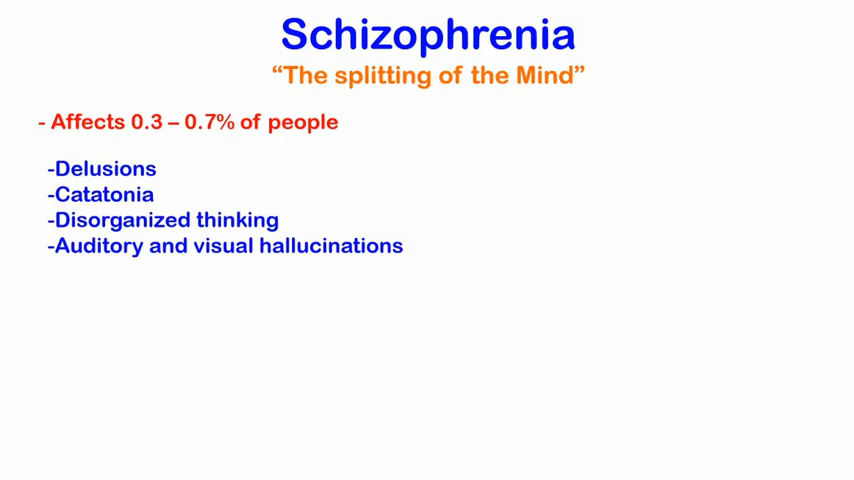 Schizophrenia
“The splitting of the Mind”
- Affects 0.3 – 0.7% of people
-Delusions
-Catatonia
-Disorganized thinking
-Auditory and visual hallucinations